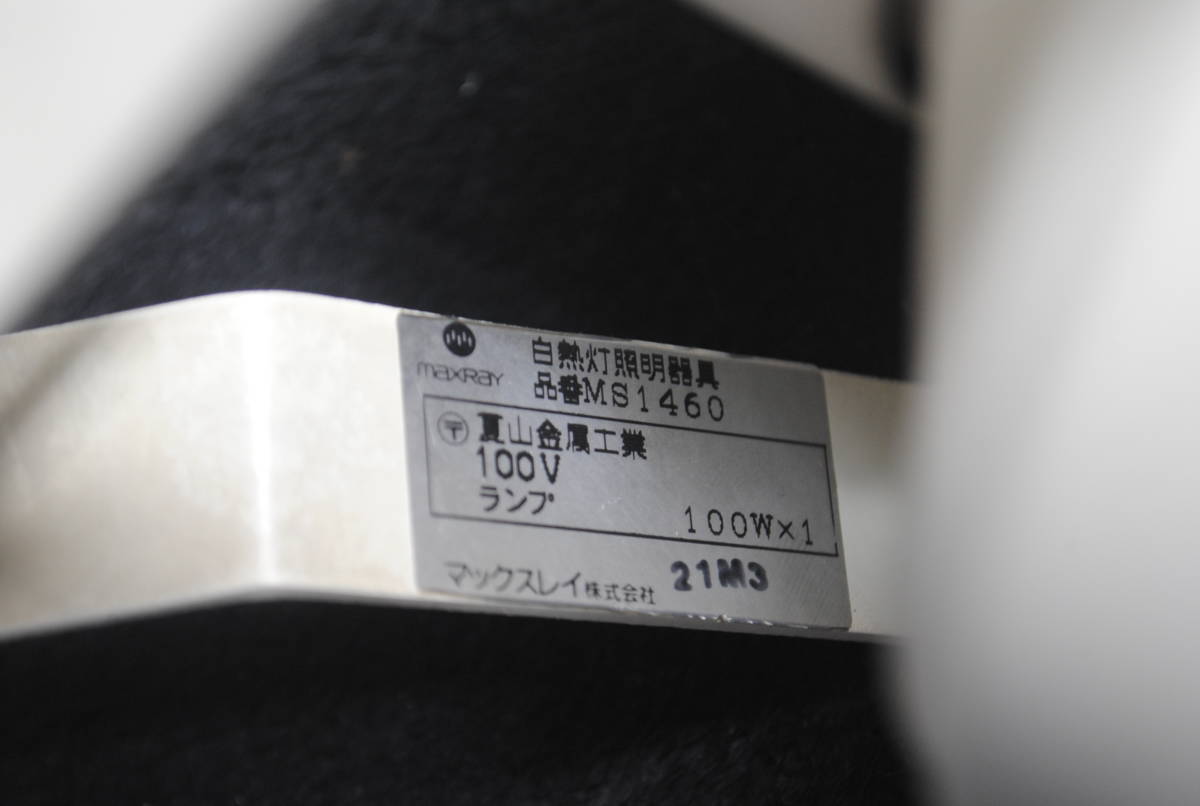 maxray
白熱灯照明器具
品番MS1460
〒夏山金属工業
100V
ランプ
100W×1
マックスレイ株式会社
21M3